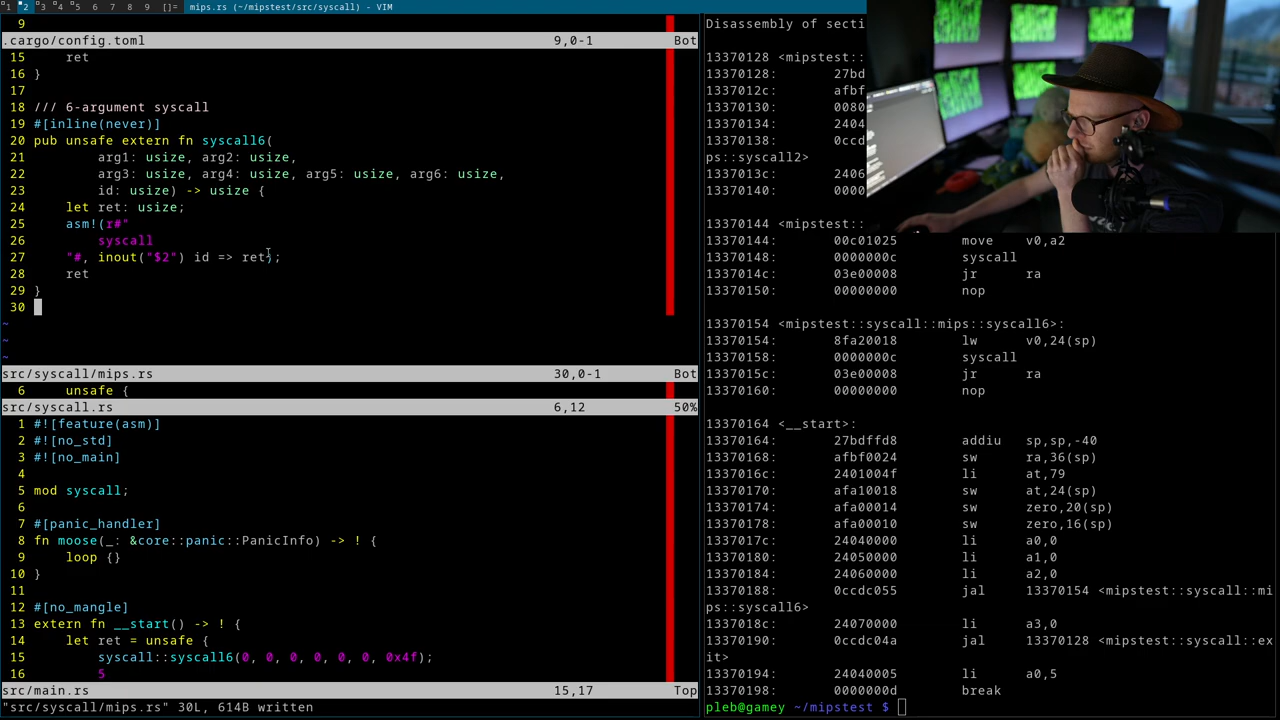 1 2 3 4 5 6 7 8 9 []= mips.rs (~/mipstest/src/syscall) - VIM
9
.cargo/config.toml 9,0-1 Bot
15 ret
16 }
17
18 /// 6-argument syscall
19 #[inline(never)]
20 pub unsafe extern fn syscall6(
21 arg1: usize, arg2: usize,
22 arg3: usize, arg4: usize, arg5: usize, arg6: usize,
23 id: usize) -> usize {
24 let ret: usize;
25 asm!(r#"
26 syscall
27 "#, inout("$2") id => ret);
28 ret
29 }
30
~
~
~
src/syscall/mips.rs 30,0-1 Bot
6 unsafe {
src/syscall.rs 6,12 50%
1 #![feature(asm)]
2 #![no_std]
3 #![no_main]
4
5 mod syscall;
6
7 #[panic_handler]
8 fn moose(_: &core::panic::PanicInfo) -> ! {
9 loop {}
10 }
11
12 #[no_mangle]
13 extern fn __start() -> ! {
14 let ret = unsafe {
15 syscall::syscall6(0, 0, 0, 0, 0, 0, 0x4f);
16 5
src/main.rs 15,17 Top
"src/syscall/mips.rs" 30L, 614B written
Disassembly of secti
13370128 <mipstest::
13370128: 27bd
1337012c: afbf
13370130: 0080
13370134: 2404
13370138: 0ccd
ps::syscall2>
1337013c: 2406
13370140: 0000
13370144 <mipstest::
13370144: 00c01025 move v0,a2
13370148: 0000000c syscall
1337014c: 03e00008 jr ra
13370150: 00000000 nop
13370154 <mipstest::syscall::mips::syscall6>:
13370154: 8fa20018 lw v0,24(sp)
13370158: 0000000c syscall
1337015c: 03e00008 jr ra
13370160: 00000000 nop
13370164 <__start>:
13370164: 27bdffd8 addiu sp,sp,-40
13370168: afbf0024 sw ra,36(sp)
1337016c: 2401004f li at,79
13370170: afa10018 sw at,24(sp)
13370174: afa00014 sw zero,20(sp)
13370178: afa00010 sw zero,16(sp)
1337017c: 24040000 li a0,0
13370180: 24050000 li a1,0
13370184: 24060000 li a2,0
13370188: 0ccdc055 jal 13370154 <mipstest::syscall::mi
ps::syscall6>
1337018c: 24070000 li a3,0
13370190: 0ccdc04a jal 13370128 <mipstest::syscall::ex
it>
13370194: 24040005 li a0,5
13370198: 0000000d break
pleb@gamey ~/mipstest $